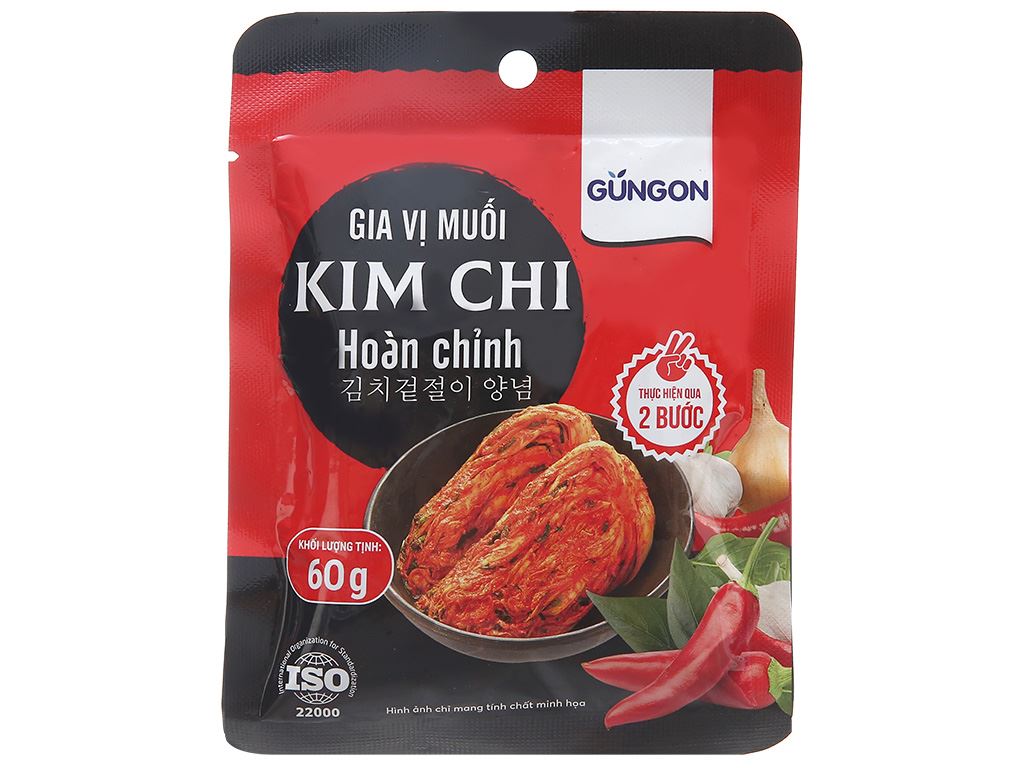 GÚNGON
GIA VỊ MUỐI
KIM CHI
Hoàn chỉnh
김치겉절이 양념
THỰC HIỆN QUA
2 BƯỚC
KHỐI LƯỢNG TỊNH:
60g
International Organization for Standardization
ISO
22000
Hình ảnh chỉ mang tính chất minh họa